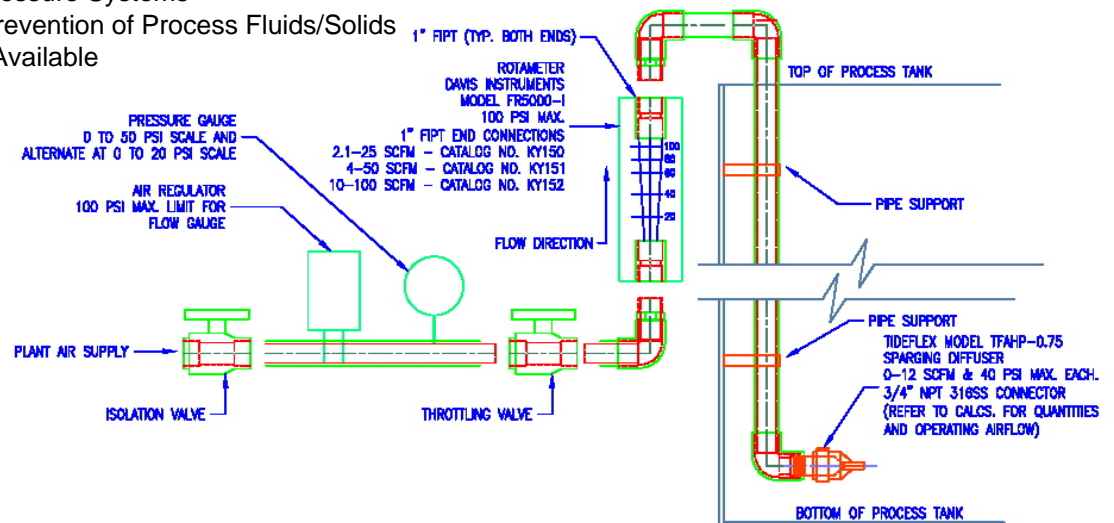 revention of Process Fluids/Solids
Available
1" FIPT (TYP. BOTH ENDS)
ROTAMETER
DAVIS INSTRUMENTS
MODEL FR5000-I
100 PSI MAX.
1" FIPT END CONNECTIONS
2.1-25 SCFM - CATALOG NO. KY150
4-50 SCFM - CATALOG NO. KY151
10-100 SCFM - CATALOG NO. KY152
PRESSURE GAUGE
0 TO 50 PSI SCALE AND
ALTERNATE AT 0 TO 20 PSI SCALE
AIR REGULATOR
100 PSI MAX. LIMIT FOR
FLOW GAUGE
FLOW DIRECTION
100
80
60
40
20
TOP OF PROCESS TANK
PIPE SUPPORT
PLANT AIR SUPPLY
ISOLATION VALVE
THROTTLING VALVE
PIPE SUPPORT
TIDEFLEX MODEL TFAHP-0.75
SPARGING DIFFUSER
0-12 SCFM & 40 PSI MAX. EACH.
3/4" NPT 316SS CONNECTOR
(REFER TO CALCS. FOR QUANTITIES
AND OPERATING AIRFLOW)
BOTTOM OF PROCESS TANK